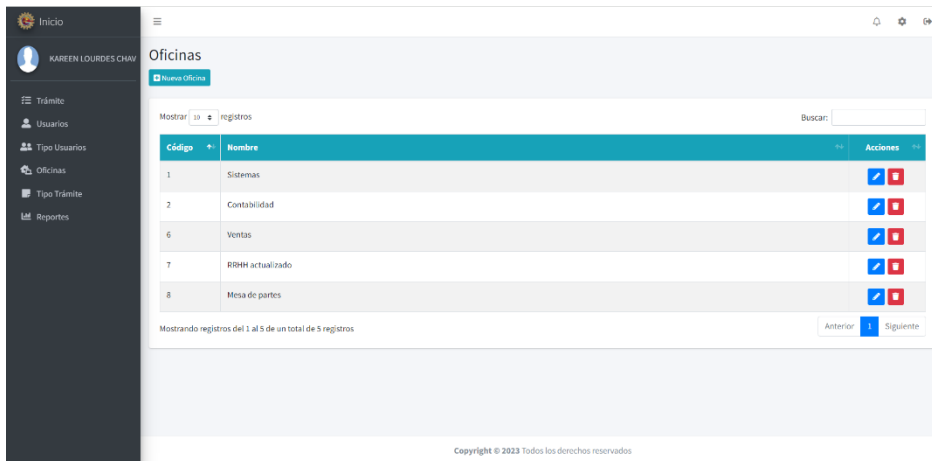 Inicio
KAREEN LOURDES CHAV
Trámite
Usuarios
Tipo Usuarios
Oficinas
Tipo Trámite
Reportes
Oficinas
Nueva Oficina
Mostrar 10 registros
Buscar:
Código Nombre Acciones
1 Sistemas
2 Contabilidad
6 Ventas
7 RRHH actualizado
8 Mesa de partes
Mostrando registros del 1 al 5 de un total de 5 registros
Anterior 1 Siguiente
Copyright © 2023 Todos los derechos reservados